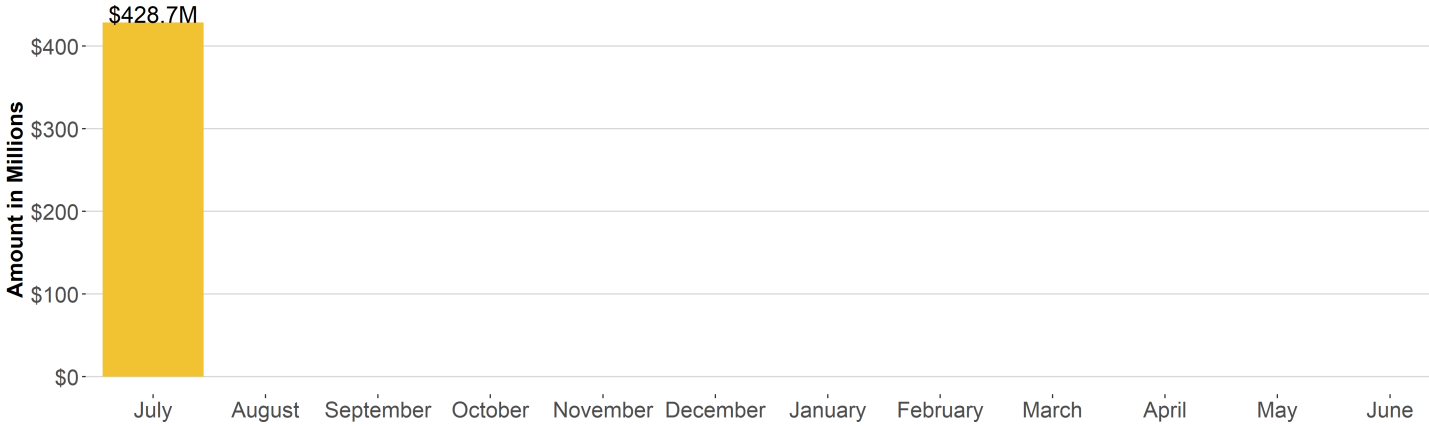 $428.7M
Amount in Millions
$400
$300
$200
$100
$0
July August September October November December January February March April May June